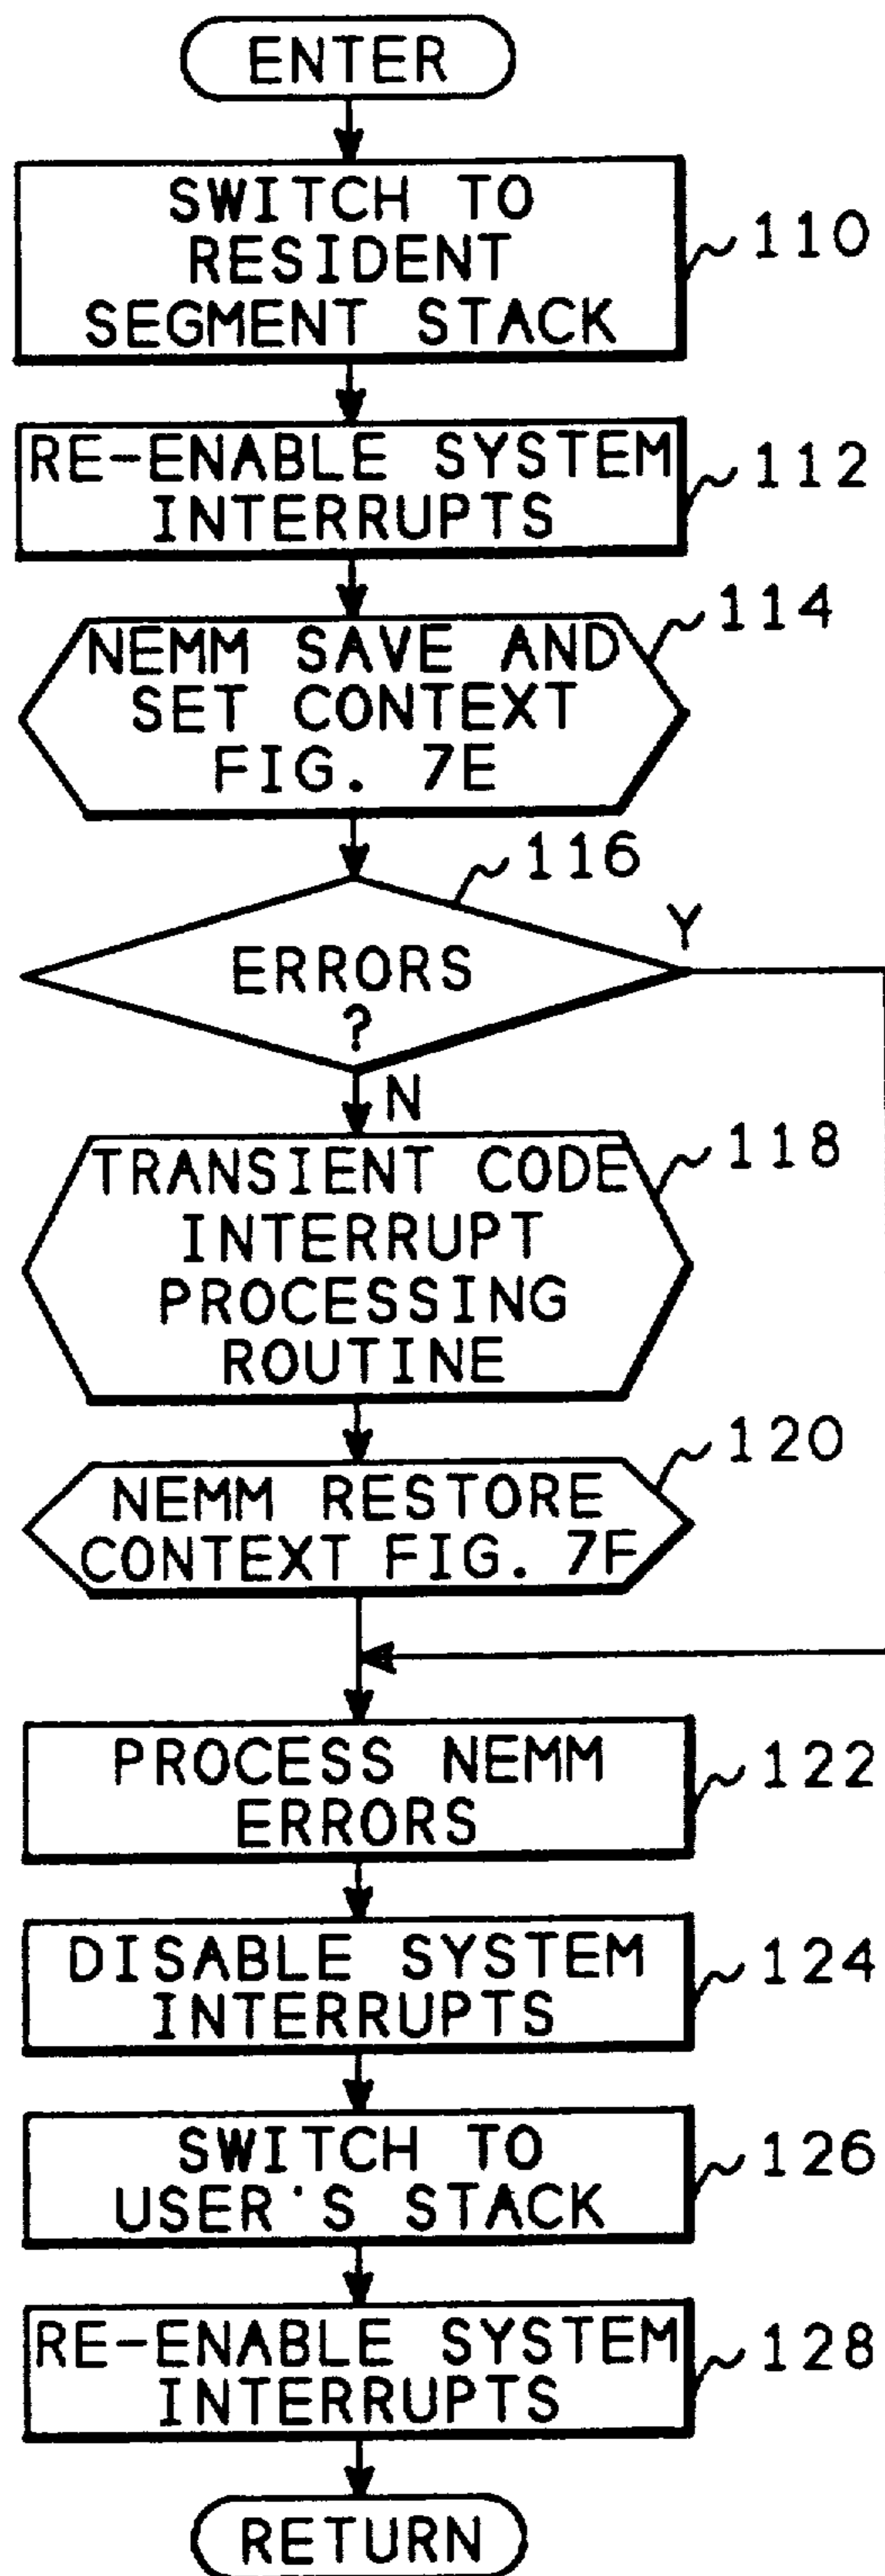 ENTER
SWITCH TO
RESIDENT
SEGMENT STACK
110
RE-ENABLE SYSTEM
INTERRUPTS
112
NEMM SAVE AND
SET CONTEXT
FIG. 7E
114
116
ERRORS
?
Y
N
TRANSIENT CODE
INTERRUPT
PROCESSING
ROUTINE
118
NEMM RESTORE
CONTEXT FIG. 7F
120
PROCESS NEMM
ERRORS
122
DISABLE SYSTEM
INTERRUPTS
124
SWITCH TO
USER'S STACK
126
RE-ENABLE SYSTEM
INTERRUPTS
128
RETURN